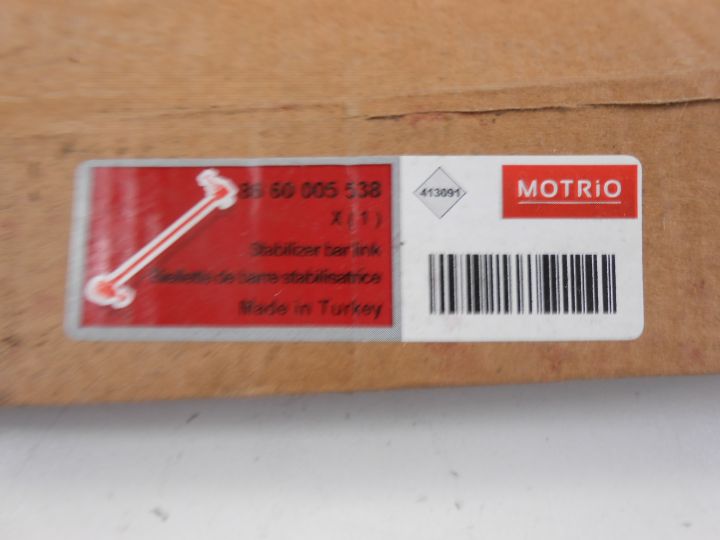 86 60 005 538
X ( 1 )
Stabilizer bar link
Biellette de barre stabilisatrice
Made in Turkey
413091
MOTRiO